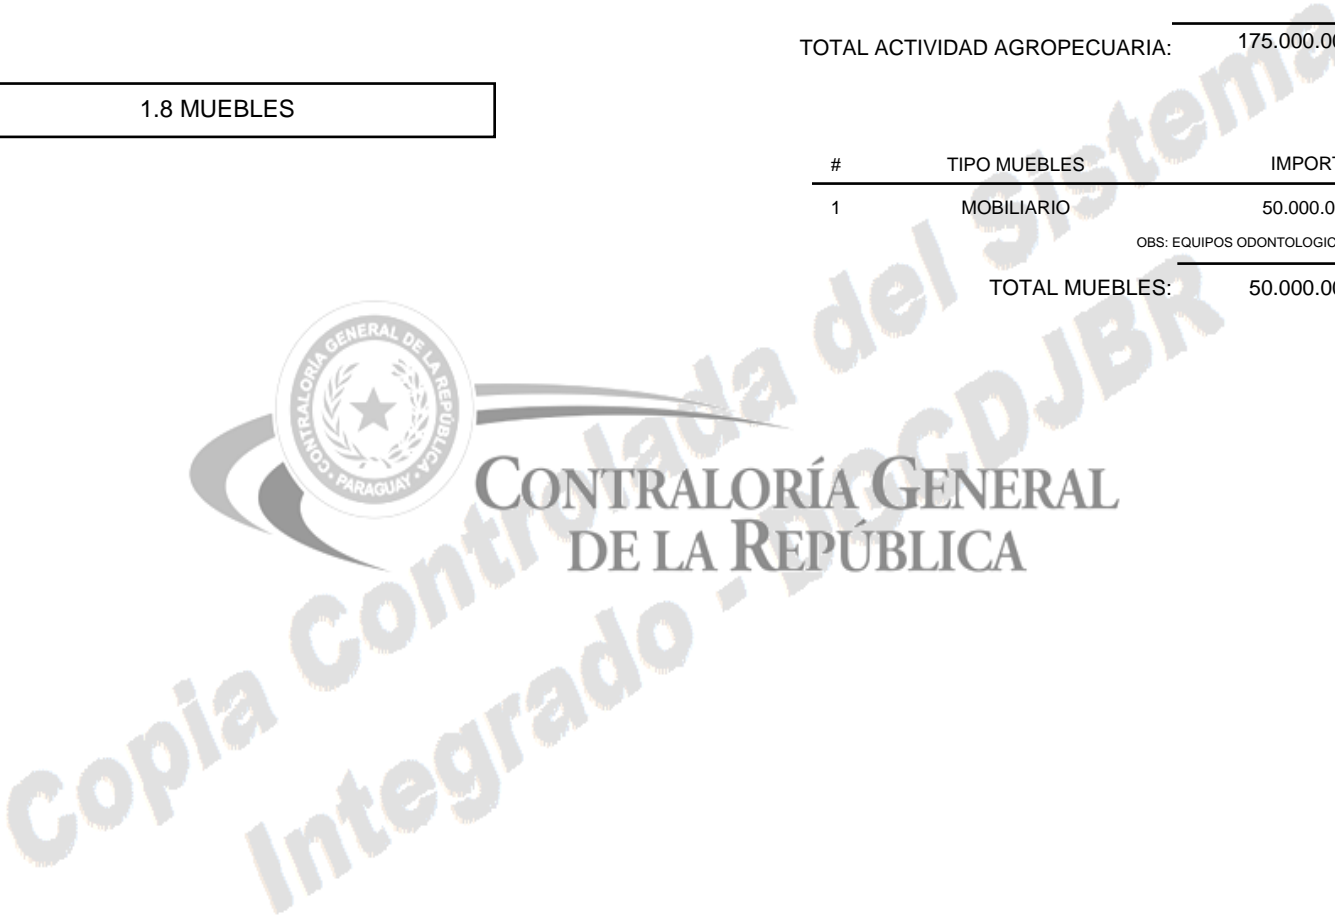 TOTAL ACTIVIDAD AGROPECUARIA: 175.000.00
1.8 MUEBLES
# TIPO MUEBLES IMPORT
1 MOBILIARIO 50.000.0
OBS: EQUIPOS ODONTOLOGIC
TOTAL MUEBLES: 50.000.00
CONTRALORÍA GENERAL DE LA REPÚBLICA
· PARAGUAY ·
CONTRALORÍA GENERAL
DE LA REPÚBLICA
Copia Controlada del Sistema
Integrado - DGCDJBR